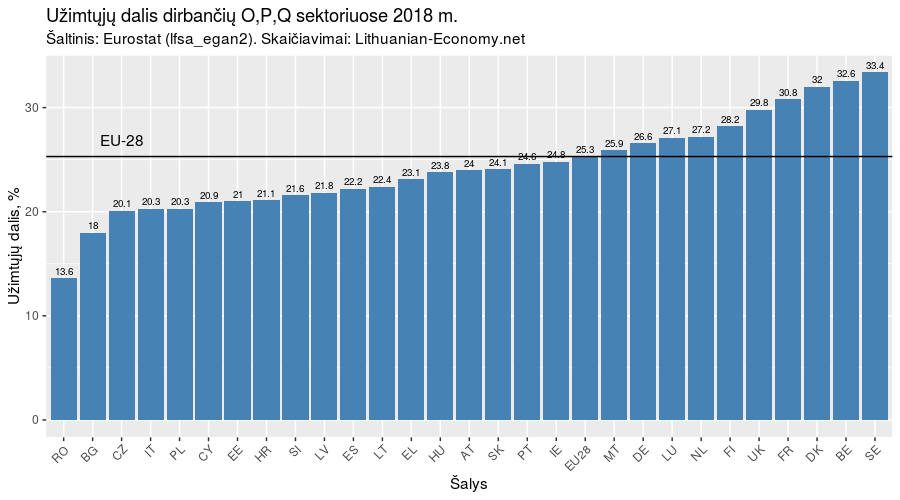 Užimtųjų dalis dirbančių O,P,Q sektoriuose 2018 m.
Šaltinis: Eurostat (lfsa_egan2). Skaičiavimai: Lithuanian-Economy.net
Užimtųjų dalis, %
30
20
10
0
EU-28
13.6 18 20.1 20.3 20.3 20.9 21 21.1 21.6 21.8 22.2 22.4 23.1 23.8 24 24.1 24.6 24.8 25.3 25.9 26.6 27.1 27.2 28.2 29.8 30.8 32 32.6 33.4
RO BG CZ IT PL CY EE HR SI LV ES LT EL HU AT SK PT IE EU28 MT DE LU NL FI UK FR DK BE SE
Šalys